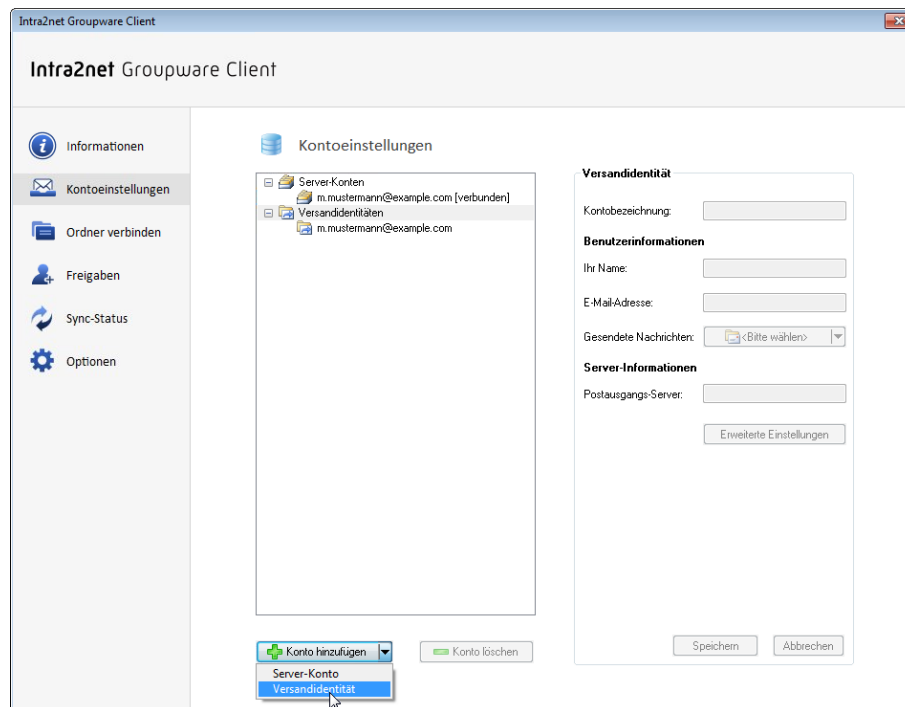 Intra2net Groupware Client
Intra2net Groupware Client
Informationen
Kontoeinstellungen
Ordner verbinden
Freigaben
Sync-Status
Optionen
Kontoeinstellungen
Server-Konten
m.mustermann@example.com [verbunden]
Versandidentitäten
m.mustermann@example.com
Konto hinzufügen
Konto löschen
Server-Konto
Versandidentität
Versandidentität
Kontobezeichnung:
Benutzerinformationen
Ihr Name:
E-Mail-Adresse:
Gesendete Nachrichten: <Bitte wählen>
Server-Informationen
Postausgangs-Server:
Erweiterte Einstellungen
Speichern Abbrechen